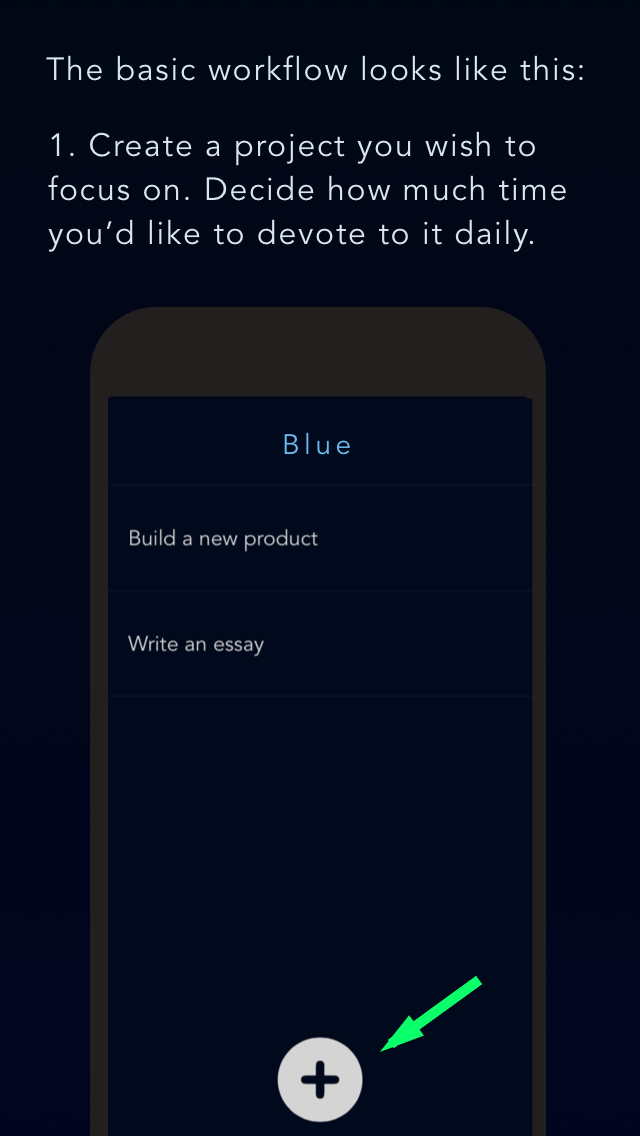 The basic workflow looks like this:
1. Create a project you wish to
focus on. Decide how much time
you’d like to devote to it daily.
Blue
Build a new product
Write an essay